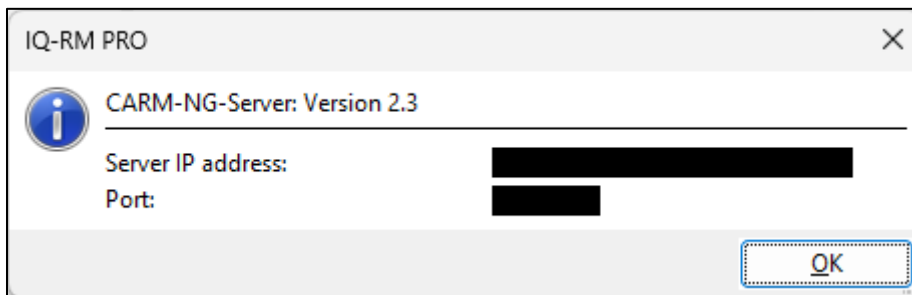 IQ-RM PRO
CARM-NG-Server: Version 2.3
Server IP address:
Port:
OK